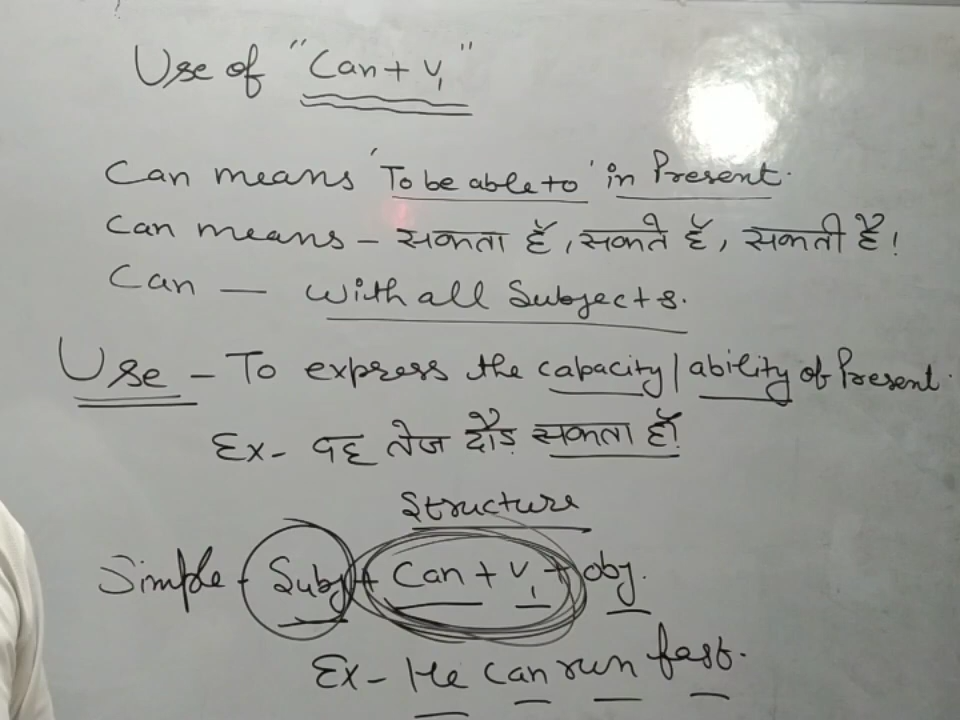 Use of "Can + V1"
Can means 'To be able to' in Present.
Can means - सकता हैं, सकते हैं, सकती हैं।
Can — with all Subjects.
Use - To express the capacity / ability of Present.
Ex - वह तेज दौड़ सकता हैं।
Structure
Simple - Subj + Can + V1 + obj.
Ex - He can run fast.